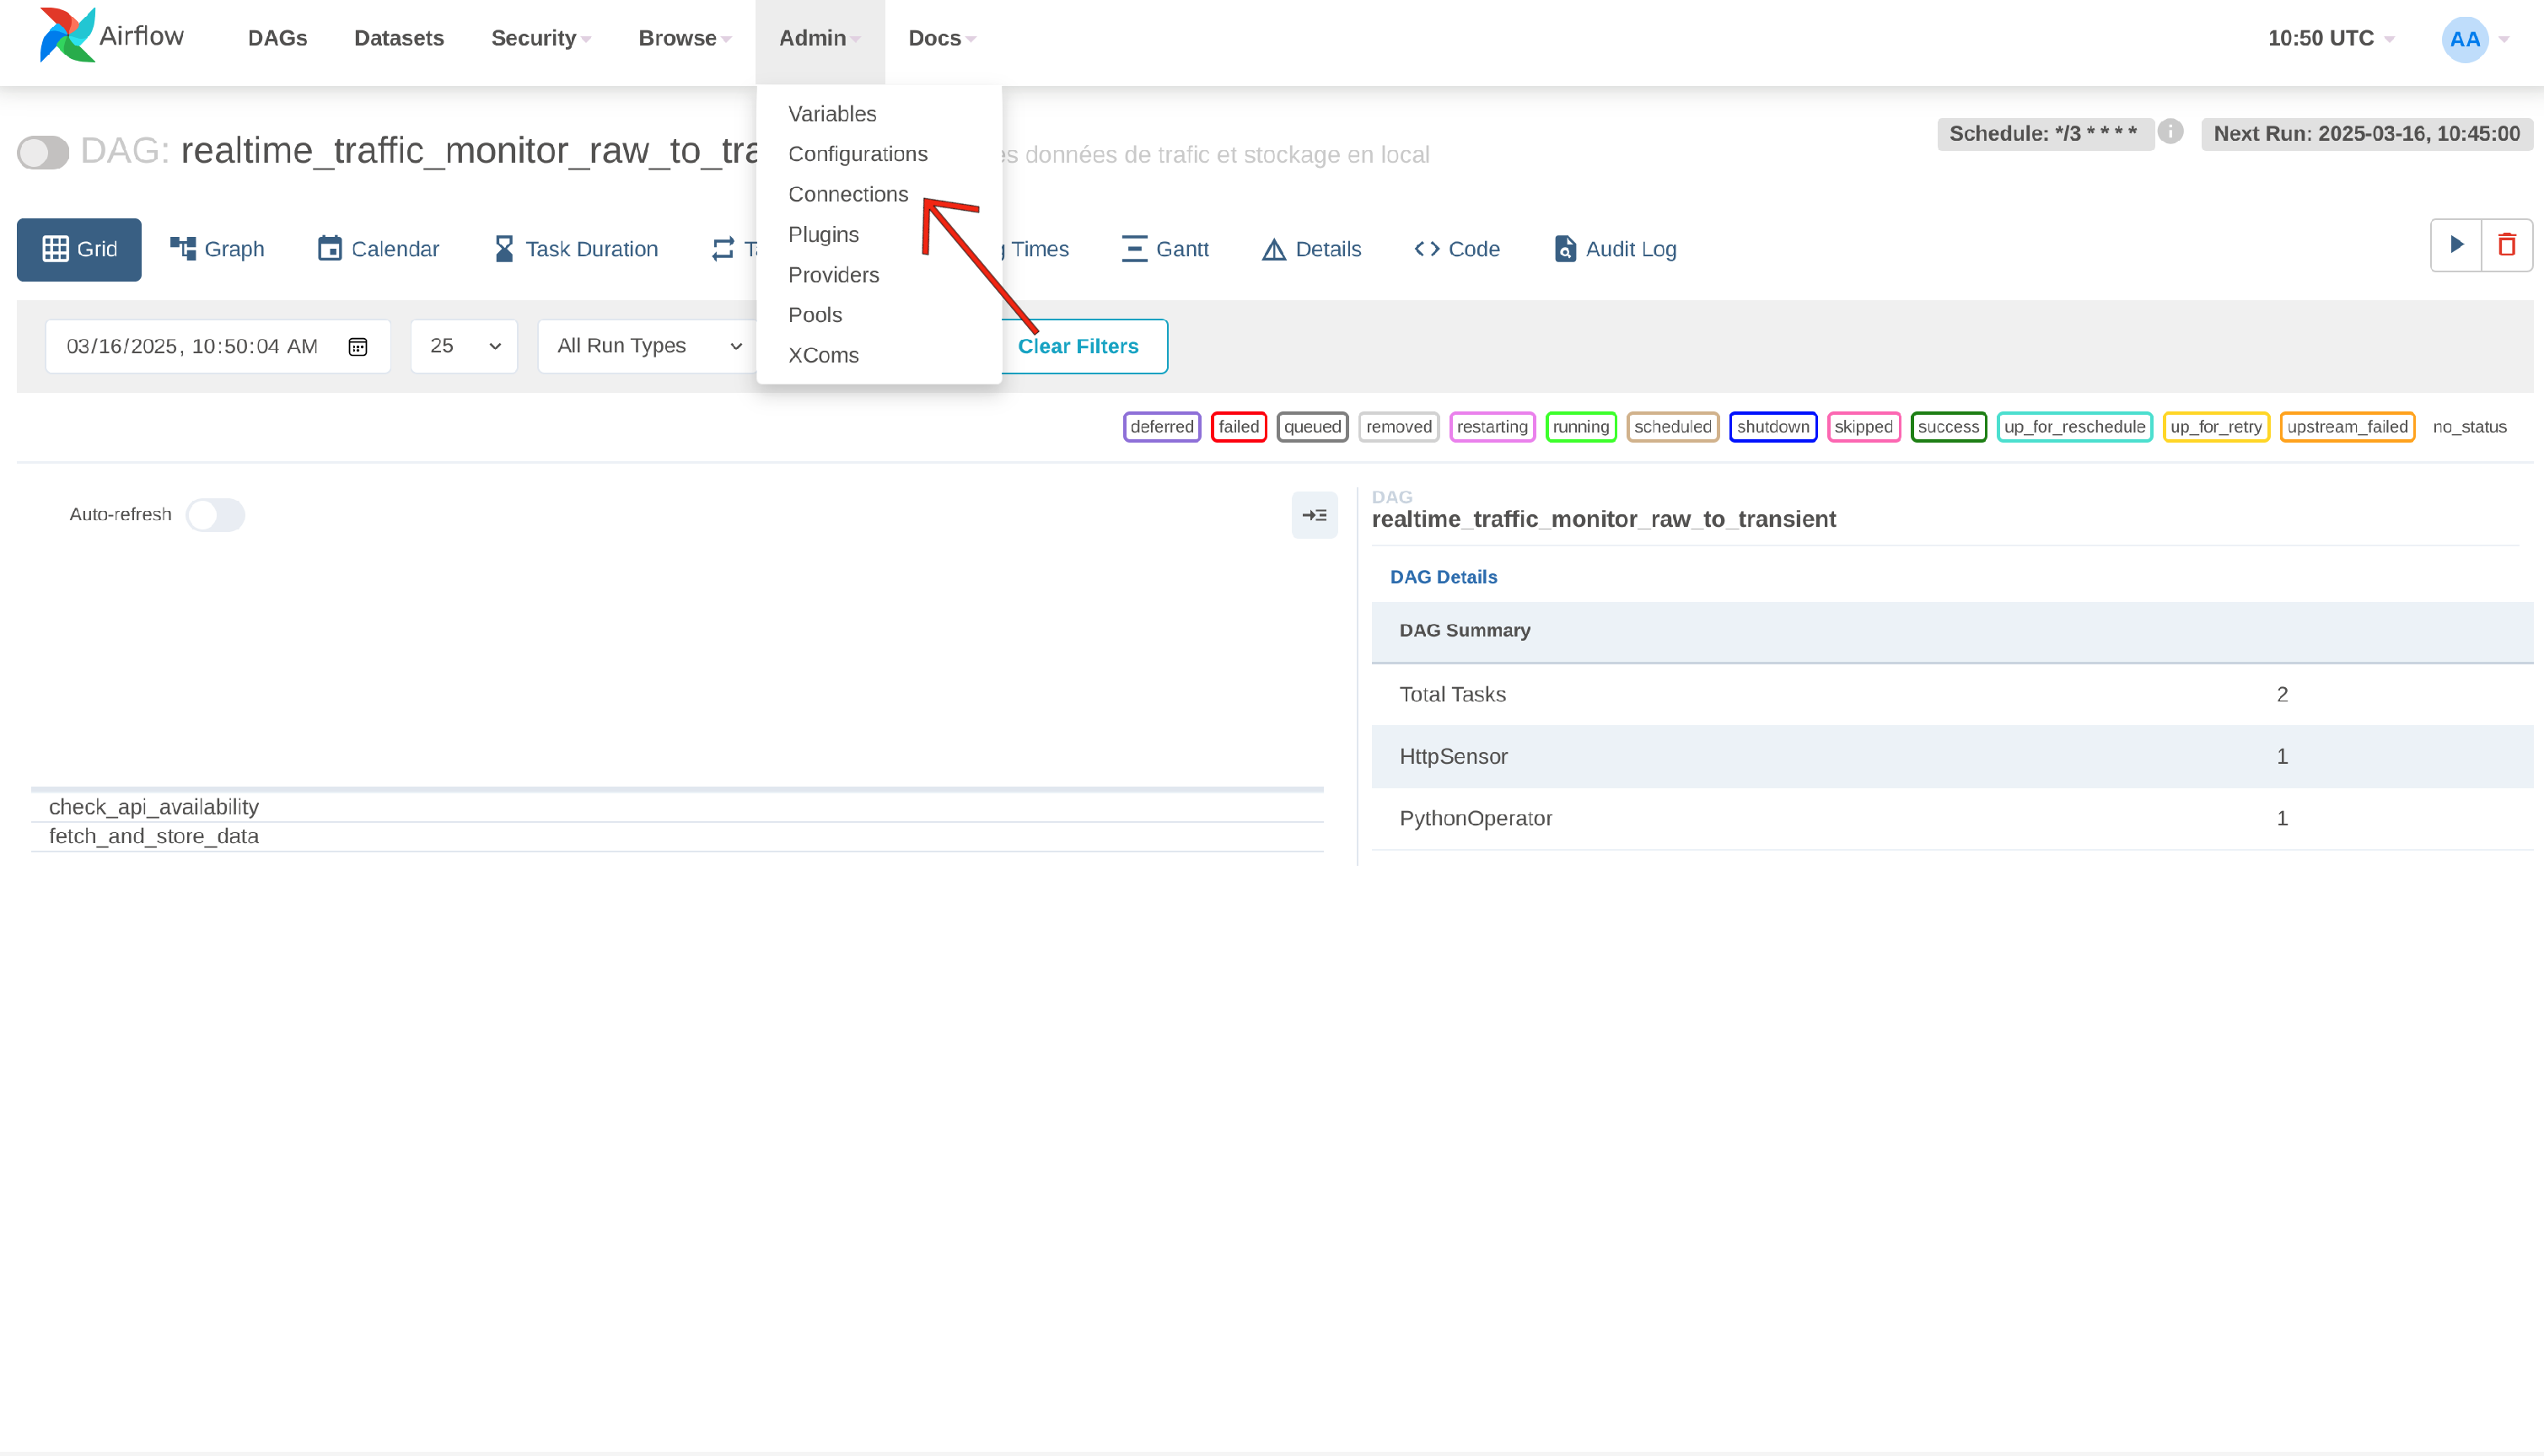 Airflow DAGs Datasets Security Browse Admin Docs 10:50 UTC AA
Variables
Configurations
Connections
Plugins
Providers
Pools
XComs
DAG: realtime_traffic_monitor_raw_to_tra es données de trafic et stockage en local
Schedule: */3 * * * * Next Run: 2025-03-16, 10:45:00
Grid Graph Calendar Task Duration Times Gantt Details Code Audit Log
03/16/2025, 10:50:04 AM 25 All Run Types Clear Filters
deferred failed queued removed restarting running scheduled shutdown skipped success up_for_reschedule up_for_retry upstream_failed no_status
Auto-refresh
check_api_availability
fetch_and_store_data
DAG
realtime_traffic_monitor_raw_to_transient
DAG Details
DAG Summary
Total Tasks 2
HttpSensor 1
PythonOperator 1